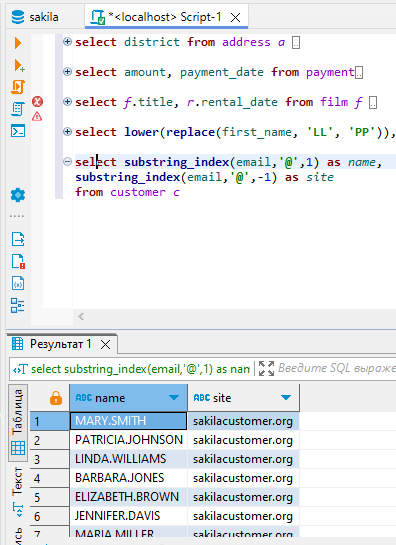 sakila
*<localhost> Script-1
select district from address a
select amount, payment_date from payment
select f.title, r.rental_date from film f
select lower(replace(first_name, 'LL', 'PP')),
select substring_index(email,'@',1) as name,
substring_index(email,'@',-1) as site
from customer c
Результат 1
select substring_index(email,'@',1) as nam
Введите SQL выраже
Таблица
Текст
ABC name
ABC site
1 MARY.SMITH sakilacustomer.org
2 PATRICIA.JOHNSON sakilacustomer.org
3 LINDA.WILLIAMS sakilacustomer.org
4 BARBARA.JONES sakilacustomer.org
5 ELIZABETH.BROWN sakilacustomer.org
6 JENNIFER.DAVIS sakilacustomer.org
7 MARIA.MILLER sakilacustomer.org